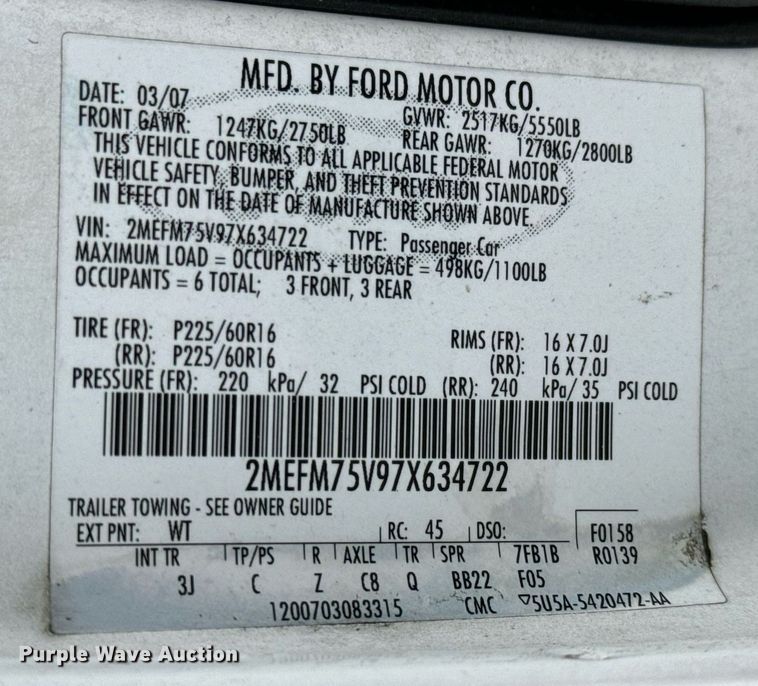 MFD. BY FORD MOTOR CO.
DATE: 03/07 GVWR: 2517KG/5550LB
FRONT GAWR: 1247KG/2750LB REAR GAWR: 1270KG/2800LB
THIS VEHICLE CONFORMS TO ALL APPLICABLE FEDERAL MOTOR
VEHICLE SAFETY, BUMPER, AND THEFT PREVENTION STANDARDS
IN EFFECT ON THE DATE OF MANUFACTURE SHOWN ABOVE.
VIN: 2MEFM75V97X634722 TYPE: Passenger Car
MAXIMUM LOAD = OCCUPANTS + LUGGAGE = 498KG/1100LB
OCCUPANTS = 6 TOTAL; 3 FRONT, 3 REAR
TIRE (FR): P225/60R16 RIMS (FR): 16 X 7.0J
(RR): P225/60R16 (RR): 16 X 7.0J
PRESSURE (FR): 220 kPa/ 32 PSI COLD (RR): 240 kPa/ 35 PSI COLD
2MEFM75V97X634722
TRAILER TOWING - SEE OWNER GUIDE
EXT PNT: WT RC: 45 DSO: F0158
INT TR TP/PS R AXLE TR SPR 7FB1B R0139
3J C Z C8 Q BB22 F05
1200703083315 CMC ▽5U5A-5420472-AA
Purple Wave Auction